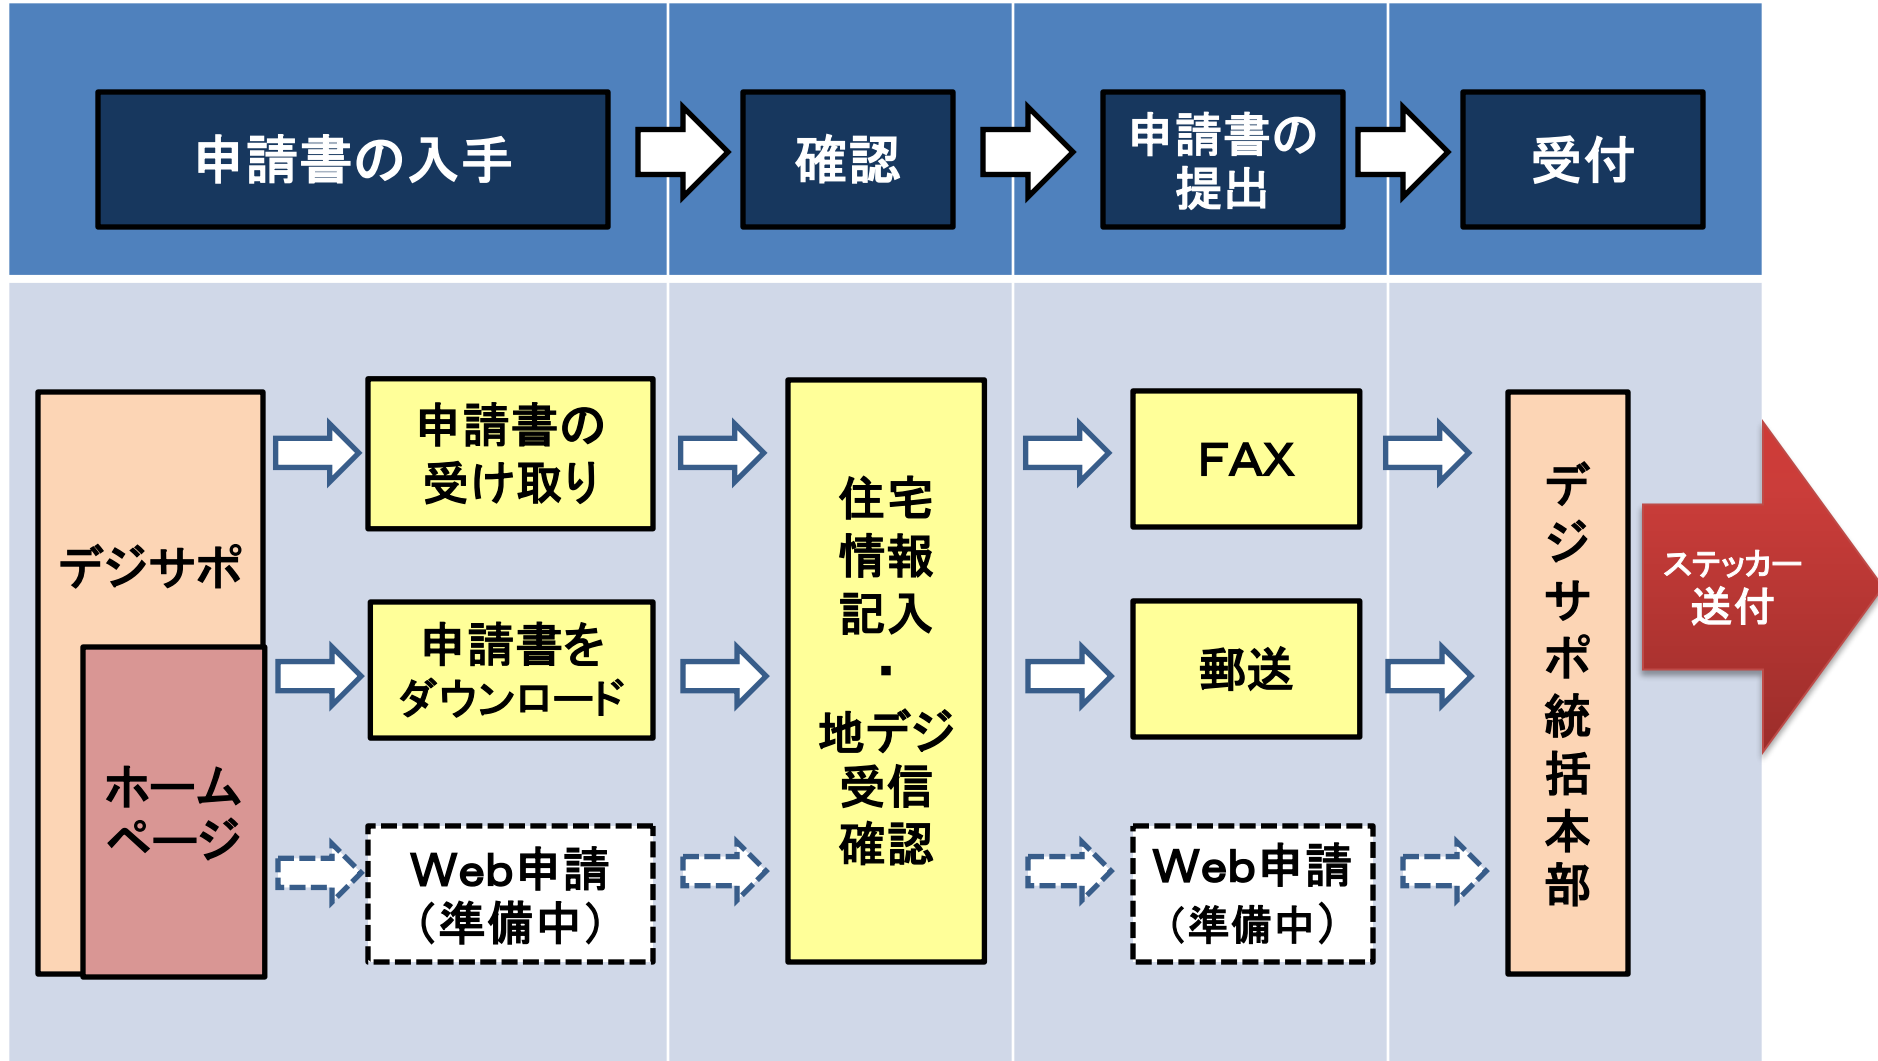 申請書の入手
確認
申請書の
提出
受付
デジサポ
ホーム
ページ
申請書の
受け取り
申請書を
ダウンロード
Web申請
（準備中）
住宅
情報
記入
・
地デジ
受信
確認
FAX
郵送
Web申請
（準備中）
デジサポ統括本部
ステッカー
送付